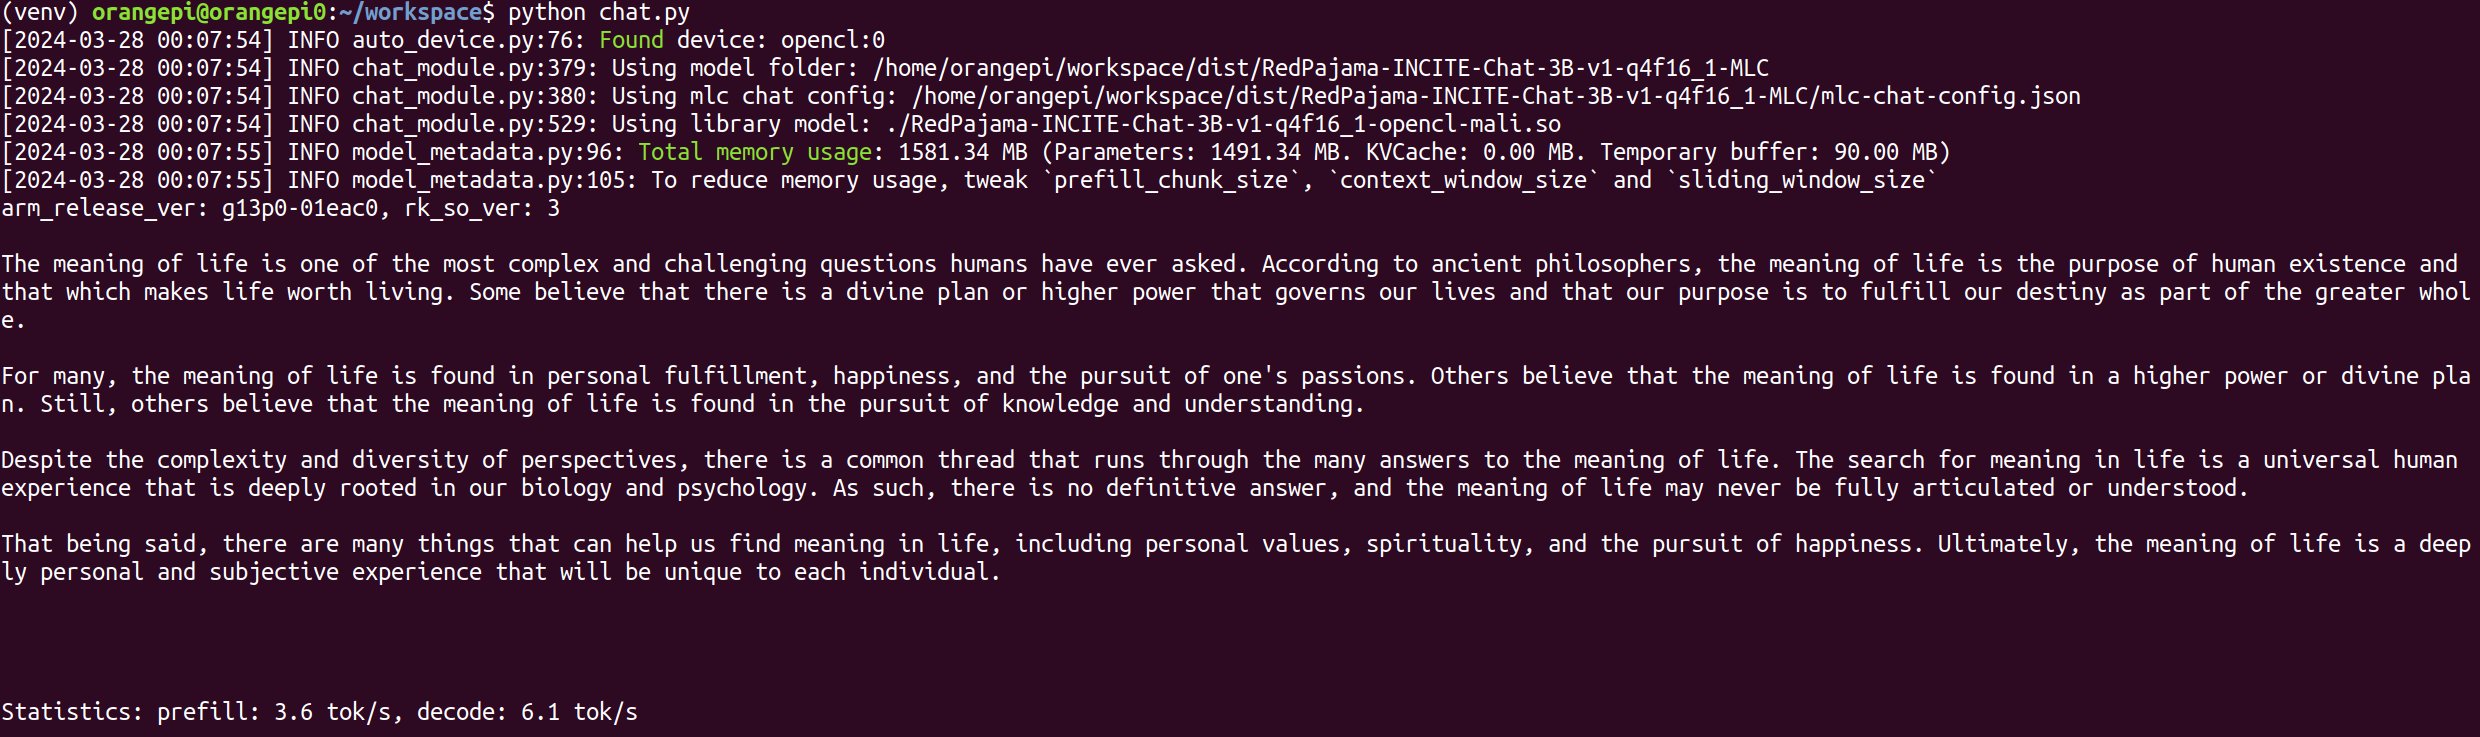 (venv) orangepi@orangepi0:~/workspace$ python chat.py
[2024-03-28 00:07:54] INFO auto_device.py:76: Found device: opencl:0
[2024-03-28 00:07:54] INFO chat_module.py:379: Using model folder: /home/orangepi/workspace/dist/RedPajama-INCITE-Chat-3B-v1-q4f16_1-MLC
[2024-03-28 00:07:54] INFO chat_module.py:380: Using mlc chat config: /home/orangepi/workspace/dist/RedPajama-INCITE-Chat-3B-v1-q4f16_1-MLC/mlc-chat-config.json
[2024-03-28 00:07:54] INFO chat_module.py:529: Using library model: ./RedPajama-INCITE-Chat-3B-v1-q4f16_1-opencl-mali.so
[2024-03-28 00:07:55] INFO model_metadata.py:96: Total memory usage: 1581.34 MB (Parameters: 1491.34 MB. KVCache: 0.00 MB. Temporary buffer: 90.00 MB)
[2024-03-28 00:07:55] INFO model_metadata.py:105: To reduce memory usage, tweak `prefill_chunk_size`, `context_window_size` and `sliding_window_size`
arm_release_ver: g13p0-01eac0, rk_so_ver: 3
The meaning of life is one of the most complex and challenging questions humans have ever asked. According to ancient philosophers, the meaning of life is the purpose of human existence and
that which makes life worth living. Some believe that there is a divine plan or higher power that governs our lives and that our purpose is to fulfill our destiny as part of the greater whol
e.
For many, the meaning of life is found in personal fulfillment, happiness, and the pursuit of one's passions. Others believe that the meaning of life is found in a higher power or divine pla
n. Still, others believe that the meaning of life is found in the pursuit of knowledge and understanding.
Despite the complexity and diversity of perspectives, there is a common thread that runs through the many answers to the meaning of life. The search for meaning in life is a universal human
experience that is deeply rooted in our biology and psychology. As such, there is no definitive answer, and the meaning of life may never be fully articulated or understood.
That being said, there are many things that can help us find meaning in life, including personal values, spirituality, and the pursuit of happiness. Ultimately, the meaning of life is a deep
ly personal and subjective experience that will be unique to each individual.
Statistics: prefill: 3.6 tok/s, decode: 6.1 tok/s